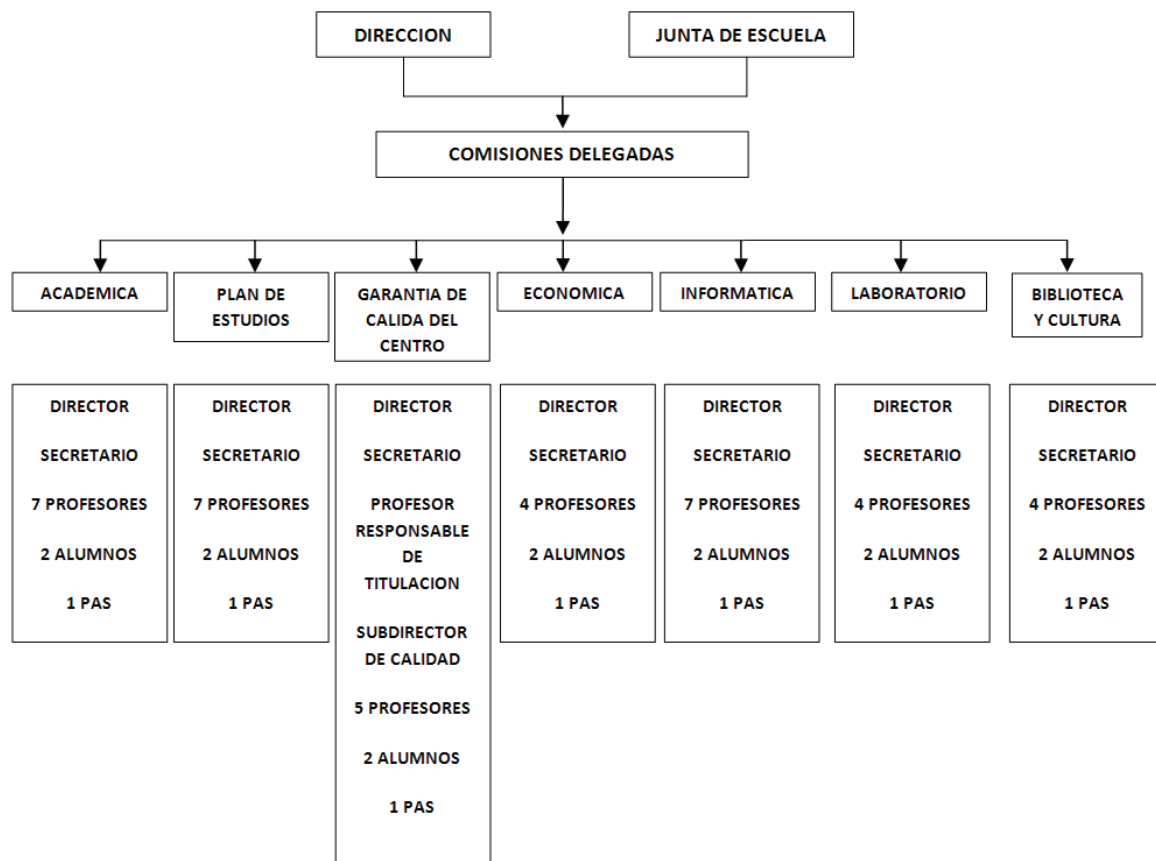 DIRECCION
JUNTA DE ESCUELA
COMISIONES DELEGADAS
ACADEMICA
PLAN DE
ESTUDIOS
GARANTIA DE
CALIDA DEL
CENTRO
ECONOMICA
INFORMATICA
LABORATORIO
BIBLIOTECA
Y CULTURA
DIRECTOR
SECRETARIO
7 PROFESORES
2 ALUMNOS
1 PAS
DIRECTOR
SECRETARIO
7 PROFESORES
2 ALUMNOS
1 PAS
DIRECTOR
SECRETARIO
PROFESOR
RESPONSABLE
DE
TITULACION
SUBDIRECTOR
DE CALIDAD
5 PROFESORES
2 ALUMNOS
1 PAS
DIRECTOR
SECRETARIO
4 PROFESORES
2 ALUMNOS
1 PAS
DIRECTOR
SECRETARIO
7 PROFESORES
2 ALUMNOS
1 PAS
DIRECTOR
SECRETARIO
4 PROFESORES
2 ALUMNOS
1 PAS
DIRECTOR
SECRETARIO
4 PROFESORES
2 ALUMNOS
1 PAS